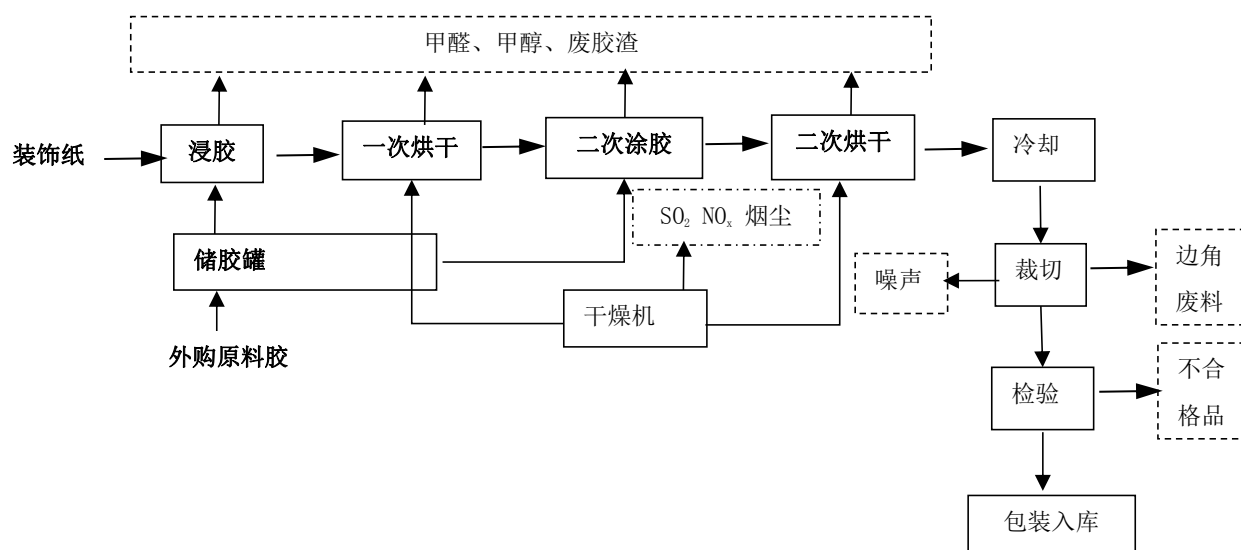 甲醛、甲醇、废胶渣
装饰纸
浸胶
一次烘干
二次涂胶
二次烘干
冷却
SO₂ NOₓ 烟尘
储胶罐
噪声
裁切
边角
废料
干燥机
外购原料胶
检验
不合
格品
包装入库